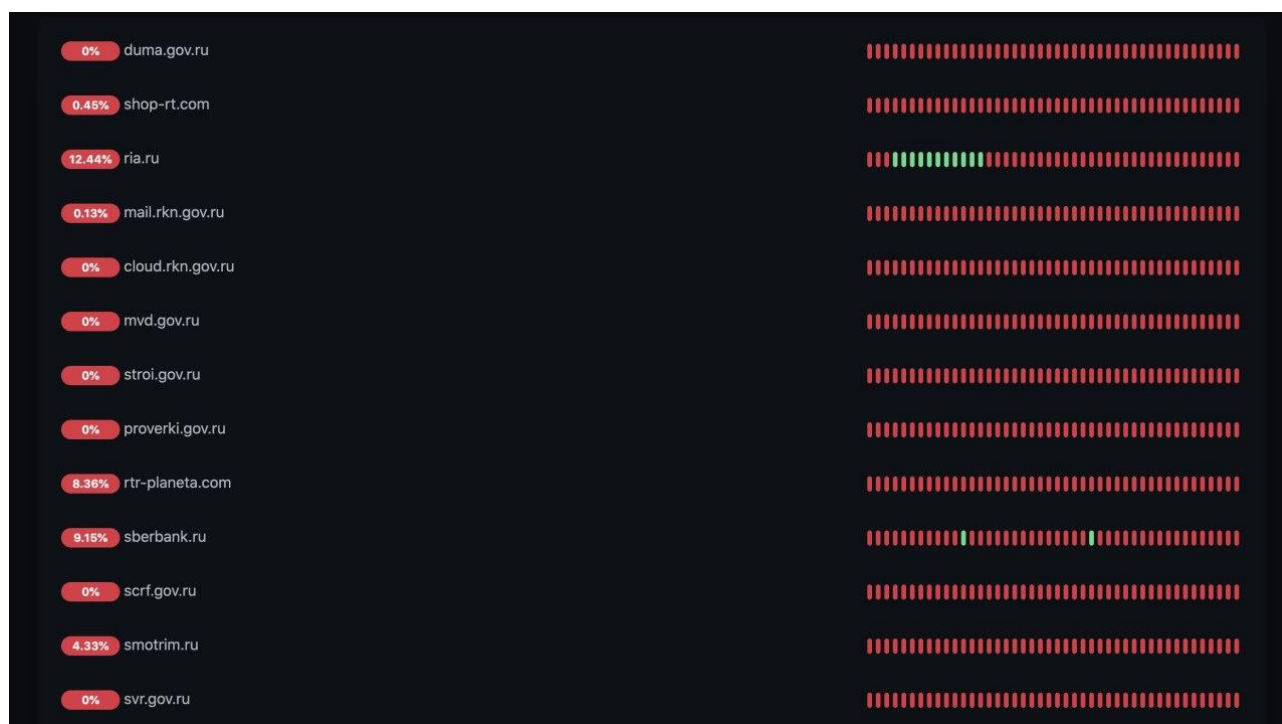 0% duma.gov.ru
0.45% shop-rt.com
12.44% ria.ru
0.13% mail.rkn.gov.ru
0% cloud.rkn.gov.ru
0% mvd.gov.ru
0% stroi.gov.ru
0% proverki.gov.ru
8.36% rtr-planeta.com
9.15% sberbank.ru
0% scrf.gov.ru
4.33% smotrim.ru
0% svr.gov.ru